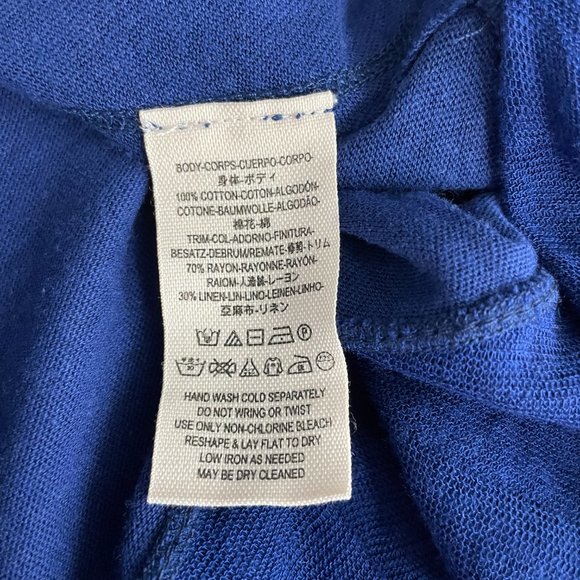 BODY-CORPS-CUERPO-CORPO-
身体-ボディ
100% COTTON-COTON-ALGODÓN-
COTONE-BAUMWOLLE-ALGODÃO-
棉花-綿
TRIM-COL-ADORNO-FINITURA-
BESATZ-DEBRUM/REMATE-修剪-トリム
70% RAYON-RAYONNE-RAYÓN-
RAIOM-人造絲-レーヨン
30% LINEN-LIN-LINO-LEINEN-LINHO-
亞麻布-リネン
HAND WASH COLD SEPARATELY
DO NOT WRING OR TWIST
USE ONLY NON-CHLORINE BLEACH
RESHAPE & LAY FLAT TO DRY
LOW IRON AS NEEDED
MAY BE DRY CLEANED